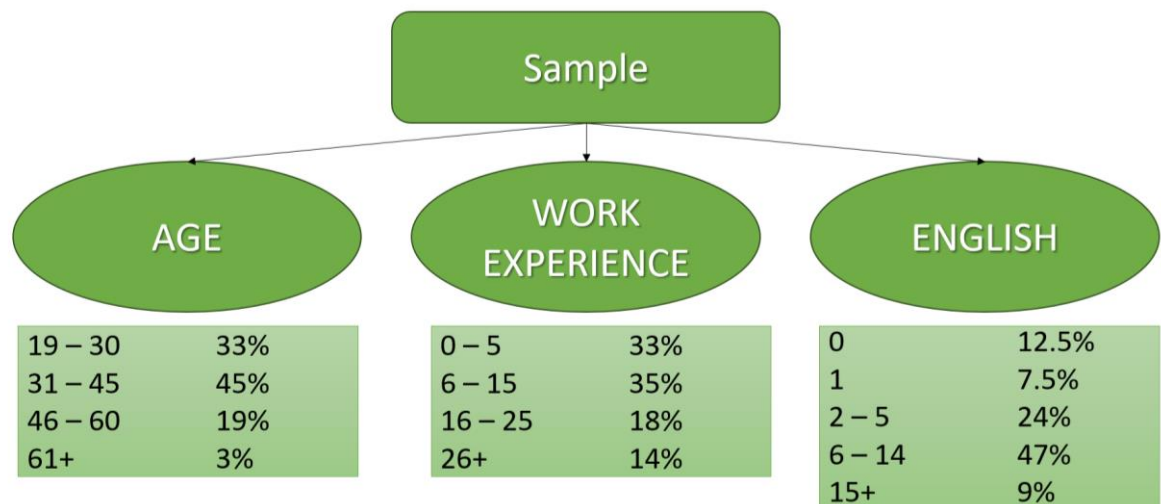 Sample
AGE
WORK
EXPERIENCE
ENGLISH
19 – 30 33%
31 – 45 45%
46 – 60 19%
61+ 3%
0 – 5 33%
6 – 15 35%
16 – 25 18%
26+ 14%
0 12.5%
1 7.5%
2 – 5 24%
6 – 14 47%
15+ 9%